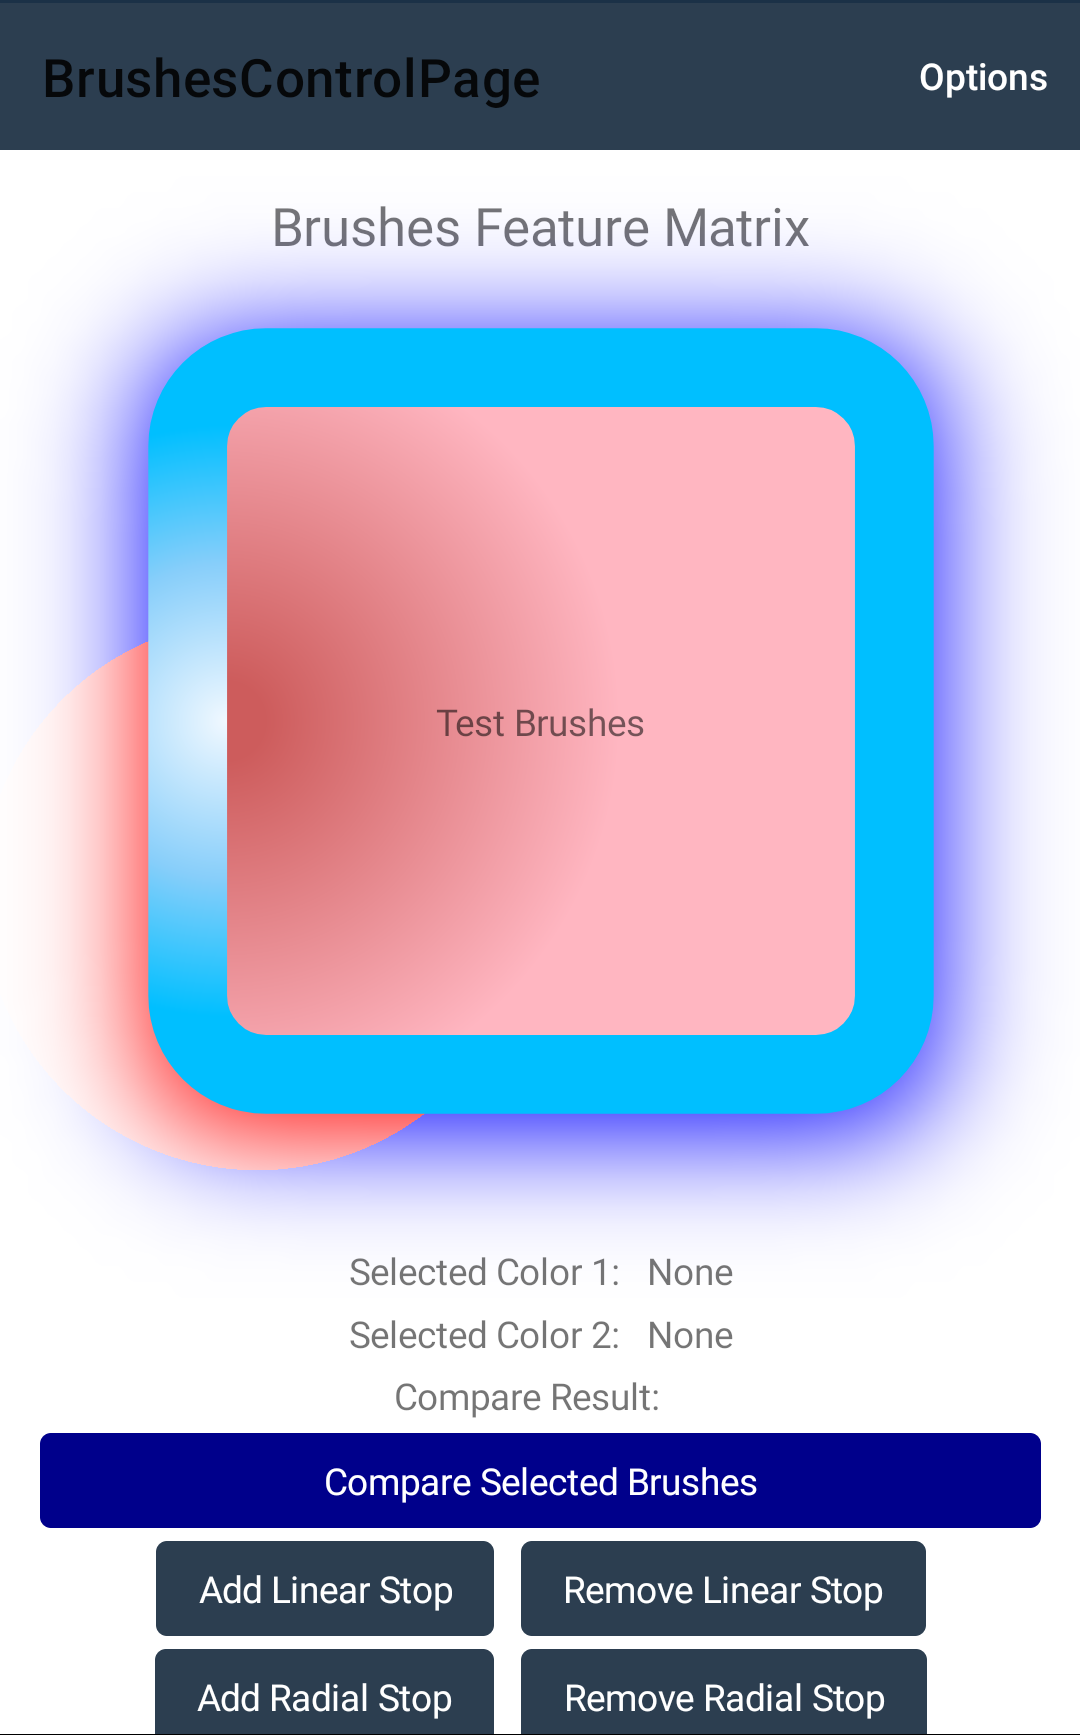 BrushesControlPage
Options
Brushes Feature Matrix
Test Brushes
Selected Color 1: None
Selected Color 2: None
Compare Result:
Compare Selected Brushes
Add Linear Stop
Remove Linear Stop
Add Radial Stop
Remove Radial Stop